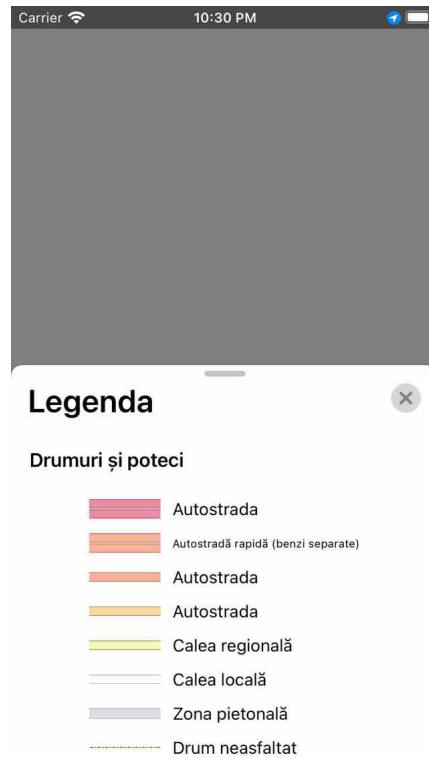 Carrier 10:30 PM
Legenda
Drumuri și poteci
Autostrada
Autostradă rapidă (benzi separate)
Autostrada
Autostrada
Calea regională
Calea locală
Zona pietonală
Drum neasfaltat